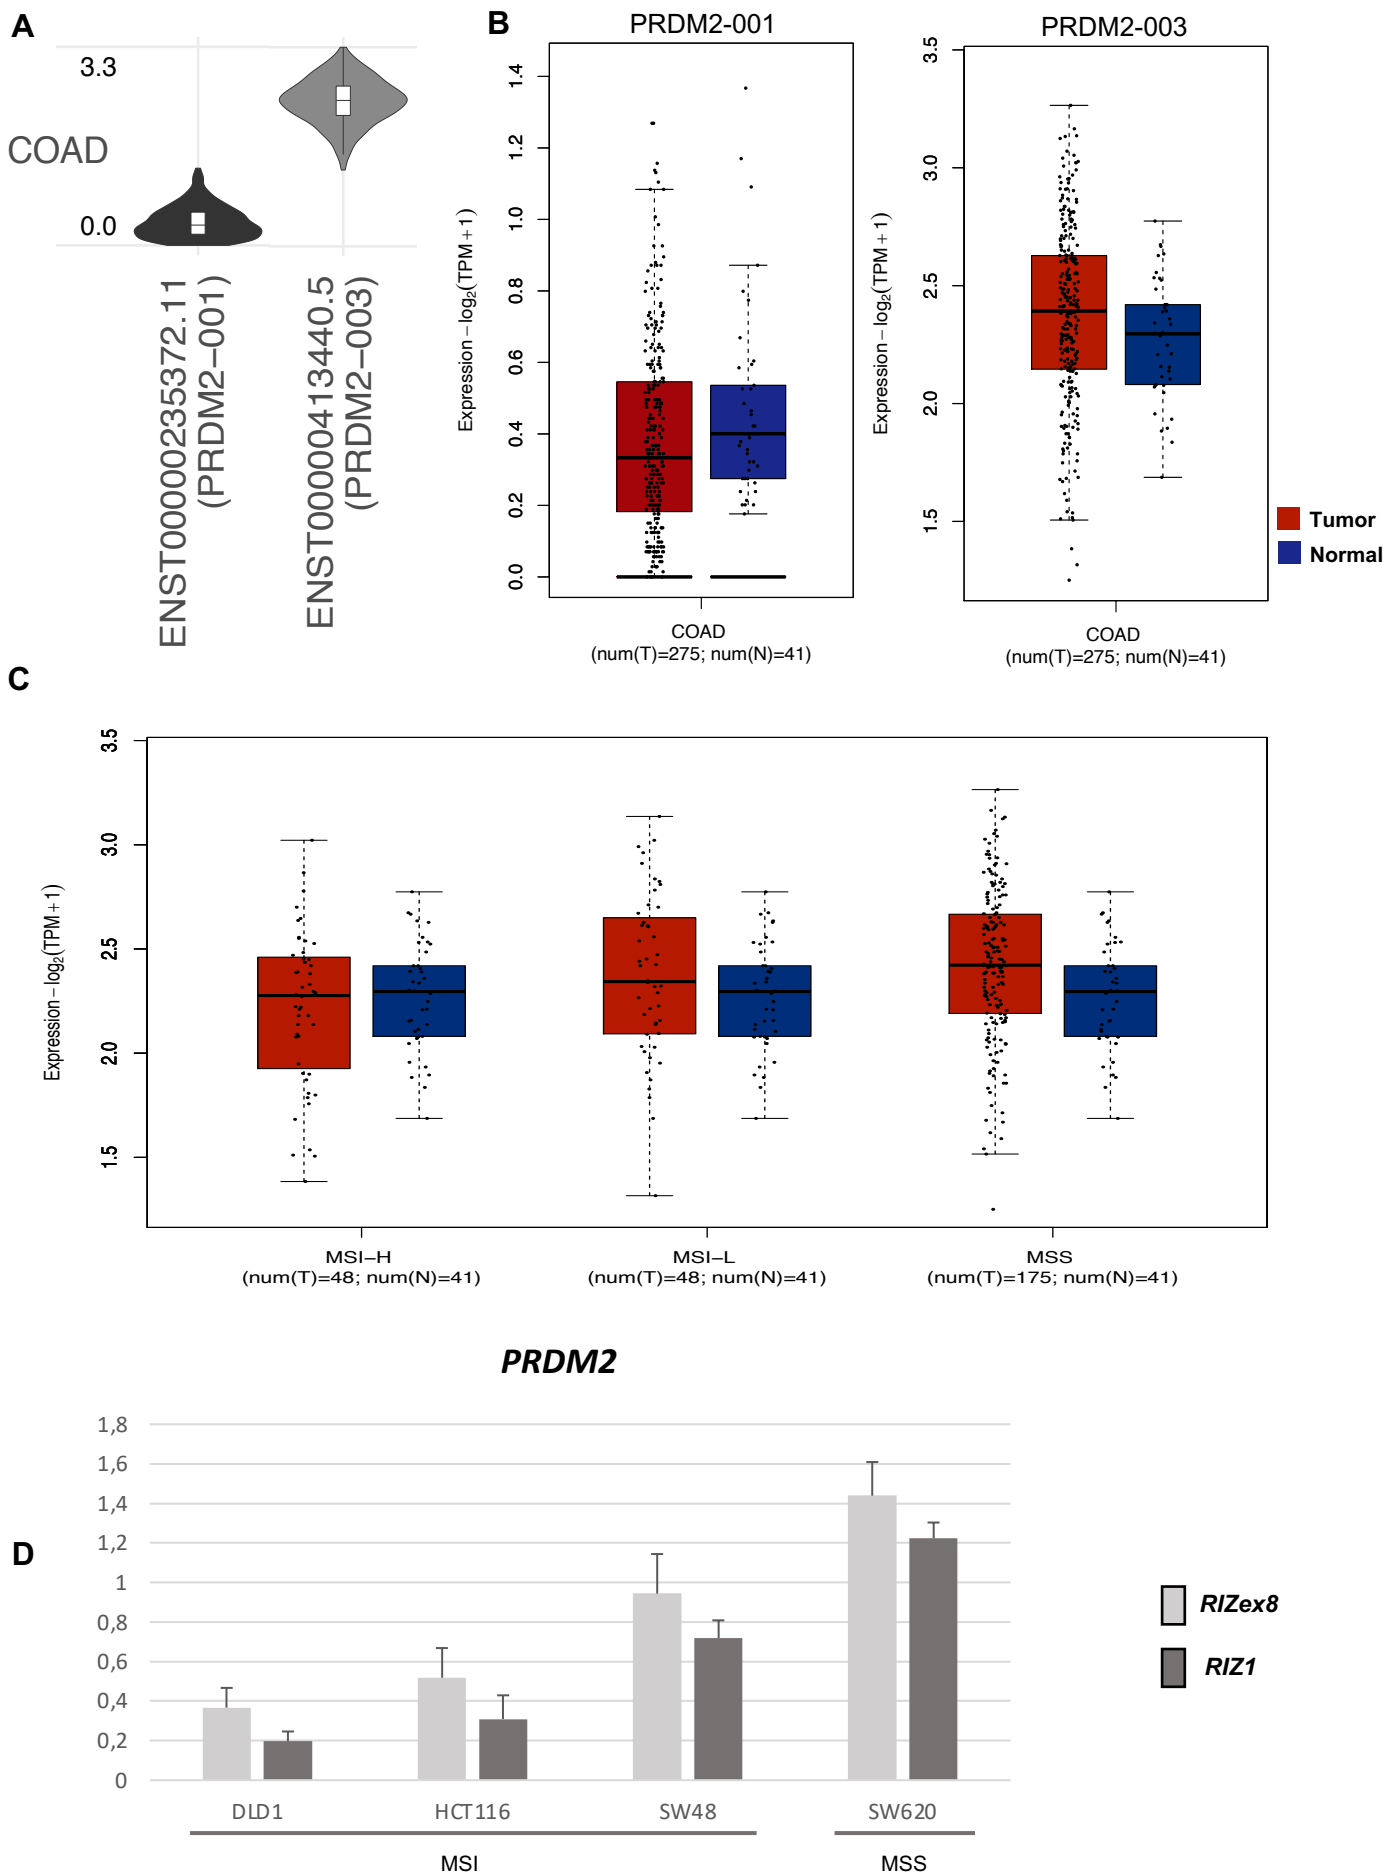 A
3.3
COAD
0.0
ENST00000235372.11
(PRDM2−001)
ENST00000413440.5
(PRDM2−003)
B
PRDM2-001
Expression − log2(TPM + 1)
1.4
1.2
1.0
0.8
0.6
0.4
0.2
0.0
COAD
(num(T)=275; num(N)=41)
PRDM2-003
Expression − log2(TPM + 1)
3.5
3.0
2.5
2.0
1.5
COAD
(num(T)=275; num(N)=41)
Tumor
Normal
C
Expression − log2(TPM + 1)
3.5
3.0
2.5
2.0
1.5
MSI−H
(num(T)=48; num(N)=41)
MSI−L
(num(T)=48; num(N)=41)
MSS
(num(T)=175; num(N)=41)
D
PRDM2
1,8
1,6
1,4
1,2
1
0,8
0,6
0,4
0,2
0
DLD1
HCT116
SW48
SW620
MSI
MSS
RIZex8
RIZ1